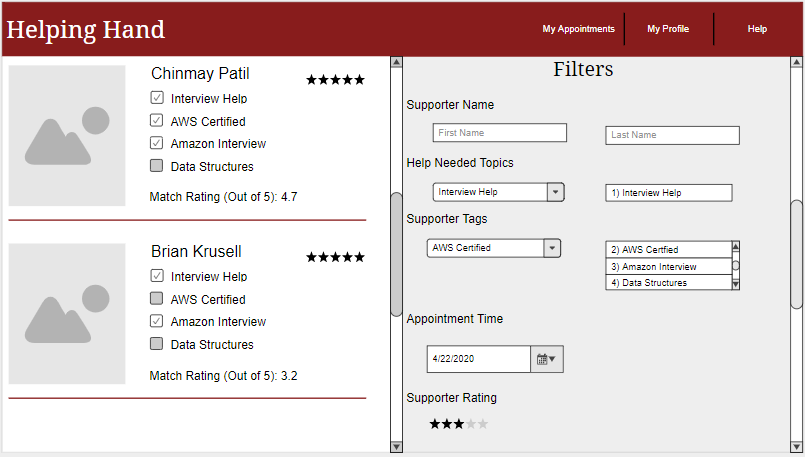 Helping Hand
My Appointments
My Profile
Help
Chinmay Patil
Interview Help
AWS Certified
Amazon Interview
Data Structures
Match Rating (Out of 5): 4.7
Brian Krusell
Interview Help
AWS Certified
Amazon Interview
Data Structures
Match Rating (Out of 5): 3.2
Filters
Supporter Name
First Name
Last Name
Help Needed Topics
Interview Help
1) Interview Help
Supporter Tags
AWS Certified
2) AWS Certfied
3) Amazon Interview
4) Data Structures
Appointment Time
4/22/2020
Supporter Rating